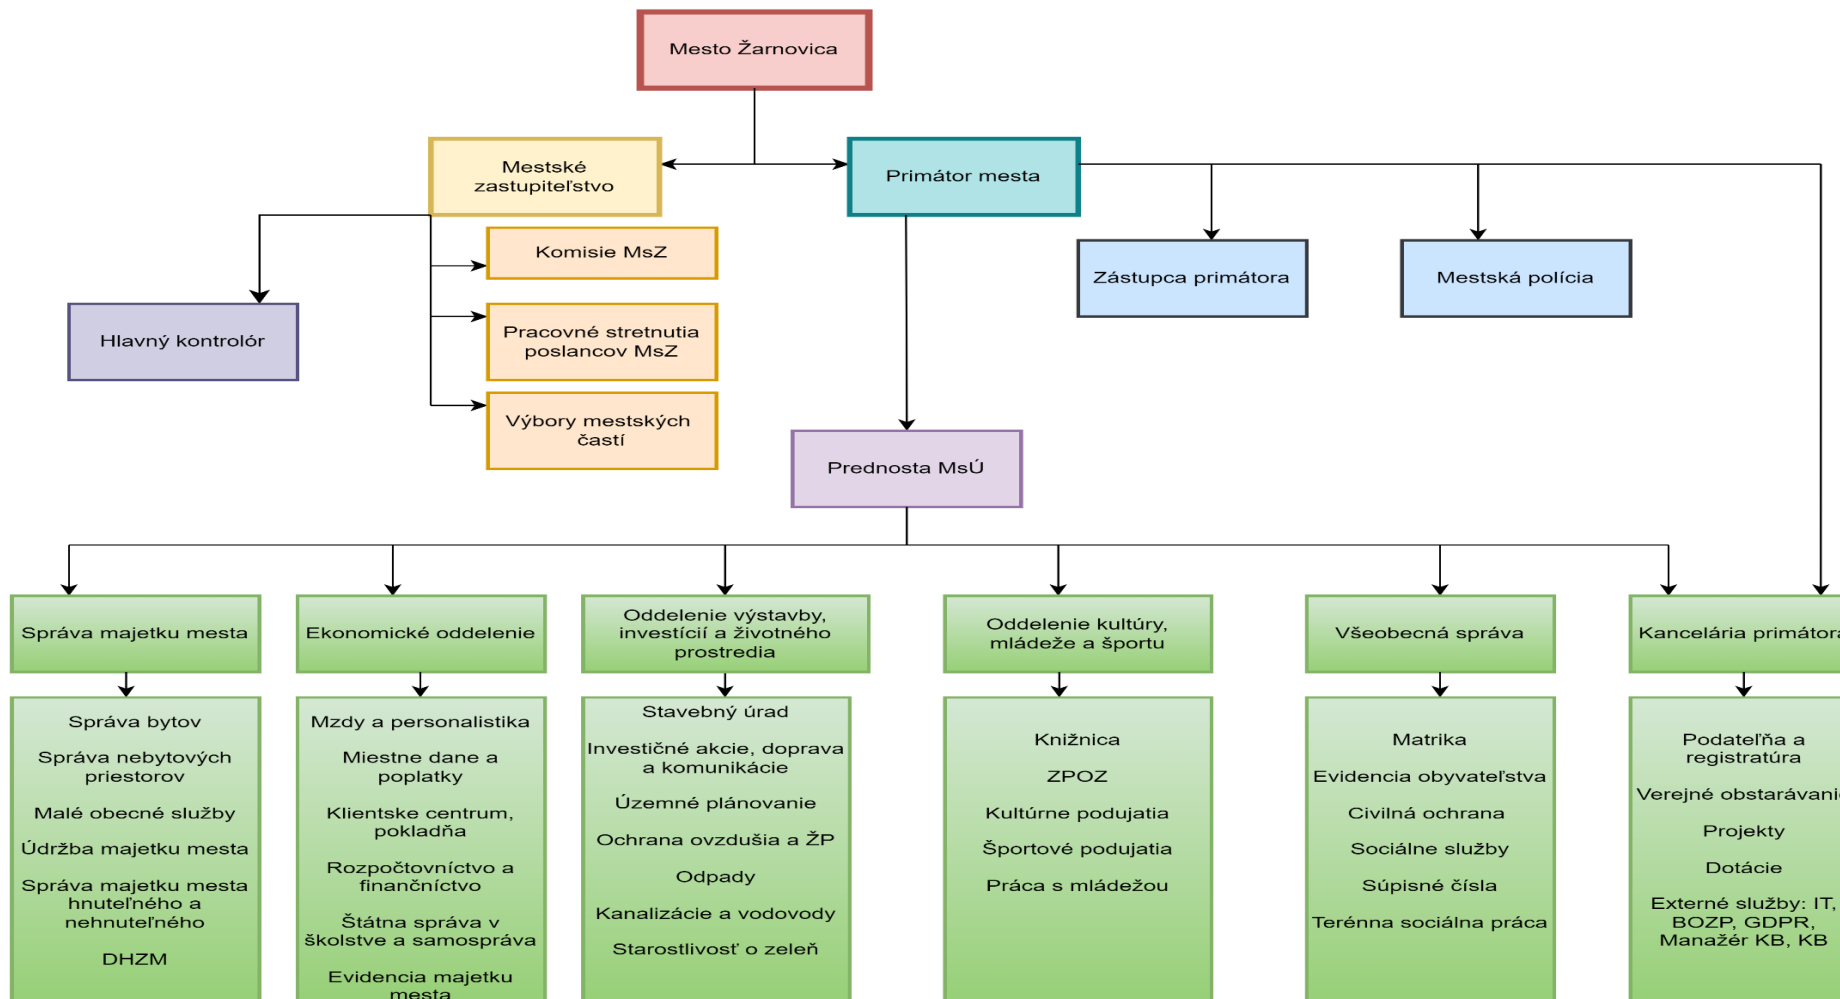 Mesto Žarnovica
Mestské
zastupiteľstvo
Primátor mesta
Komisie MsZ
Zástupca primátora
Mestská polícia
Hlavný kontrolór
Pracovné stretnutia
poslancov MsZ
Výbory mestských
častí
Prednosta MsÚ
Správa majetku mesta
Ekonomické oddelenie
Oddelenie výstavby,
investícií a životného
prostredia
Oddelenie kultúry,
mládeže a športu
Všeobecná správa
Kancelária primátora
Správa bytov
Správa nebytových
priestorov
Malé obecné služby
Údržba majetku mesta
Správa majetku mesta
hnuteľného a
nehnuteľného
DHZM
Mzdy a personalistika
Miestne dane a
poplatky
Klientske centrum,
pokladňa
Rozpočtovníctvo a
finančníctvo
Štátna správa v
školstve a samospráva
Evidencia majetku
mesta
Stavebný úrad
Investičné akcie, doprava
a komunikácie
Územné plánovanie
Ochrana ovzdušia a ŽP
Odpady
Kanalizácie a vodovody
Starostlivosť o zeleň
Knižnica
ZPOZ
Kultúrne podujatia
Športové podujatia
Práca s mládežou
Matrika
Evidencia obyvateľstva
Civilná ochrana
Sociálne služby
Súpisné čísla
Terénna sociálna práca
Podateľňa a
registratúra
Verejné obstarávanie
Projekty
Dotácie
Externé služby: IT,
BOZP, GDPR,
Manažér KB, KB